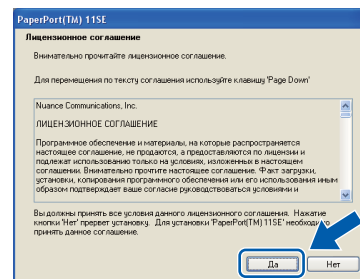 PaperPort(TM) 11SE
Лицензионное соглашение
Внимательно прочитайте лицензионное соглашение.
Для перемещения по тексту соглашения используйте клавишу 'Page Down'
Nuance Communications, Inc.
ЛИЦЕНЗИОННОЕ СОГЛАШЕНИЕ
Программное обеспечение и материалы, на которые распространяется
настоящее соглашение, не продаются, а предоставляются по лицензии и
подлежат использованию только на условиях, изложенных в настоящем
соглашении. Внимательно прочтите настоящее соглашение. Факт загрузки,
установки, копирования программного обеспечения или его использования иным
образом подтверждает ваше согласие руководствоваться условиями и
Вы должны принять все условия данного лицензионного соглашения. Нажатие
кнопки 'Нет' прервет установку. Для установки 'PaperPort(TM) 11SE' необходимо
принять данное соглашение.
Да
Нет